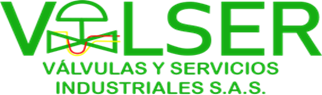 VALSER
VÁLVULAS Y SERVICIOS
INDUSTRIALES S.A.S.